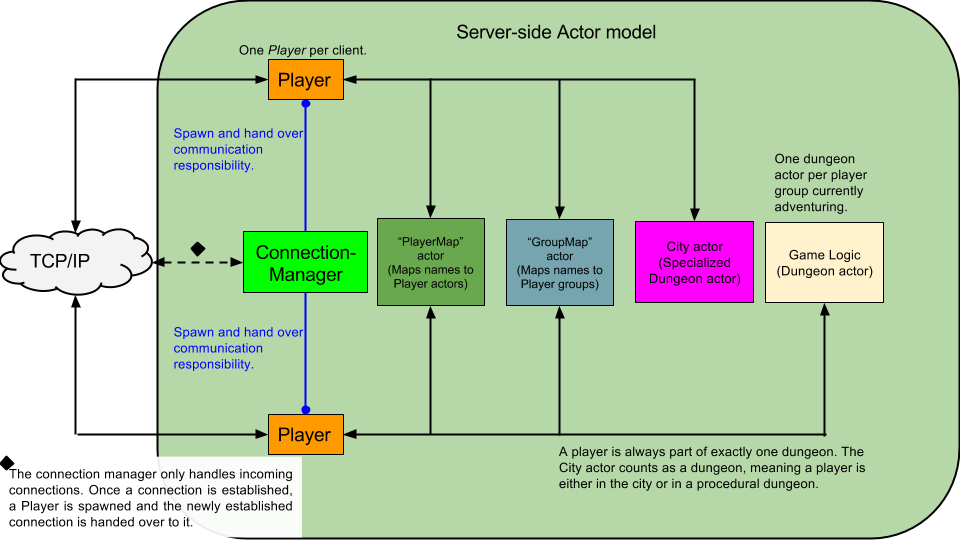 Server-side Actor model
One Player per client.
Player
Spawn and hand over
communication
responsibility.
One dungeon
actor per player
group currently
adventuring.
TCP/IP
Connection-
Manager
“PlayerMap”
actor
(Maps names to
Player actors)
“GroupMap”
actor
(Maps names to
Player groups)
City actor
(Specialized
Dungeon actor)
Game Logic
(Dungeon actor)
Spawn and hand over
communication
responsibility.
Player
A player is always part of exactly one dungeon. The
City actor counts as a dungeon, meaning a player is
either in the city or in a procedural dungeon.
The connection manager only handles incoming
connections. Once a connection is established,
a Player is spawned and the newly established
connection is handed over to it.